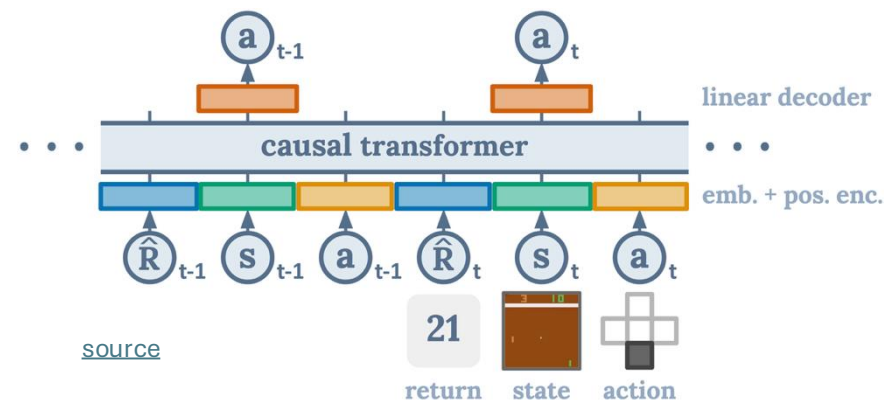 a t-1 a t
linear decoder
• • • causal transformer • • •
emb. + pos. enc.
R̂ t-1 s t-1 a t-1 R̂ t s t a t
3 10
21
source
return state action